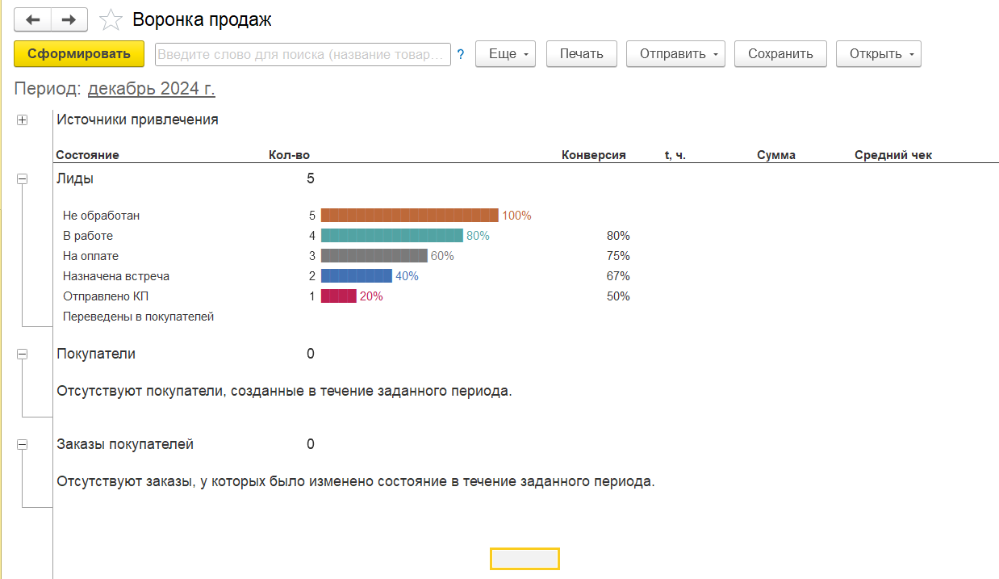 Воронка продаж
Сформировать Введите слово для поиска (название товар... ? Еще Печать Отправить Сохранить Открыть
Период: декабрь 2024 г.
Источники привлечения
Состояние Кол-во Конверсия t, ч. Сумма Средний чек
Лиды 5
Не обработан 5 100%
В работе 4 80% 80%
На оплате 3 60% 75%
Назначена встреча 2 40% 67%
Отправлено КП 1 20% 50%
Переведены в покупателей
Покупатели 0
Отсутствуют покупатели, созданные в течение заданного периода.
Заказы покупателей 0
Отсутствуют заказы, у которых было изменено состояние в течение заданного периода.